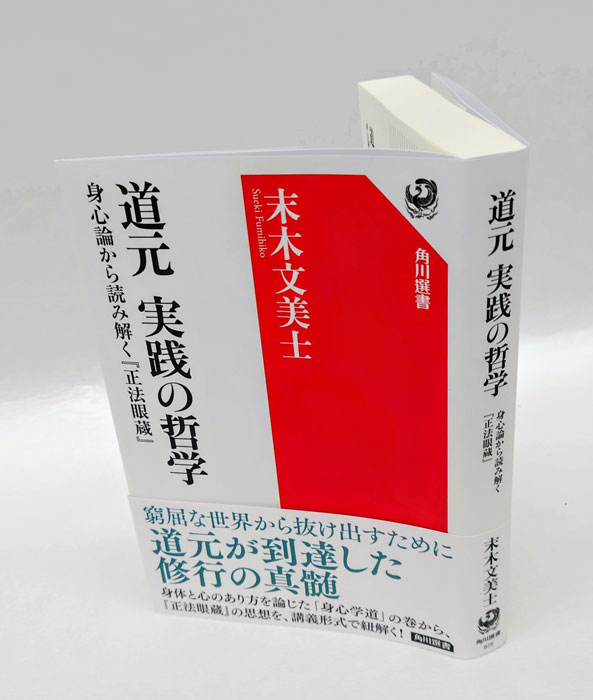 道元 実践の哲学
身心論から読み解く『正法眼蔵』
末木文美士
Sueki Fumihiko
角川選書
窮屈な世界から抜け出すために
道元が到達した
修行の真髄
身体と心のあり方を論じた「身心学道」の巻から、
『正法眼蔵』の思想を、講義形式で紐解く!
角川選書
道元 実践の哲学
身心論から読み解く
『正法眼蔵』
末木文美士
角川選書